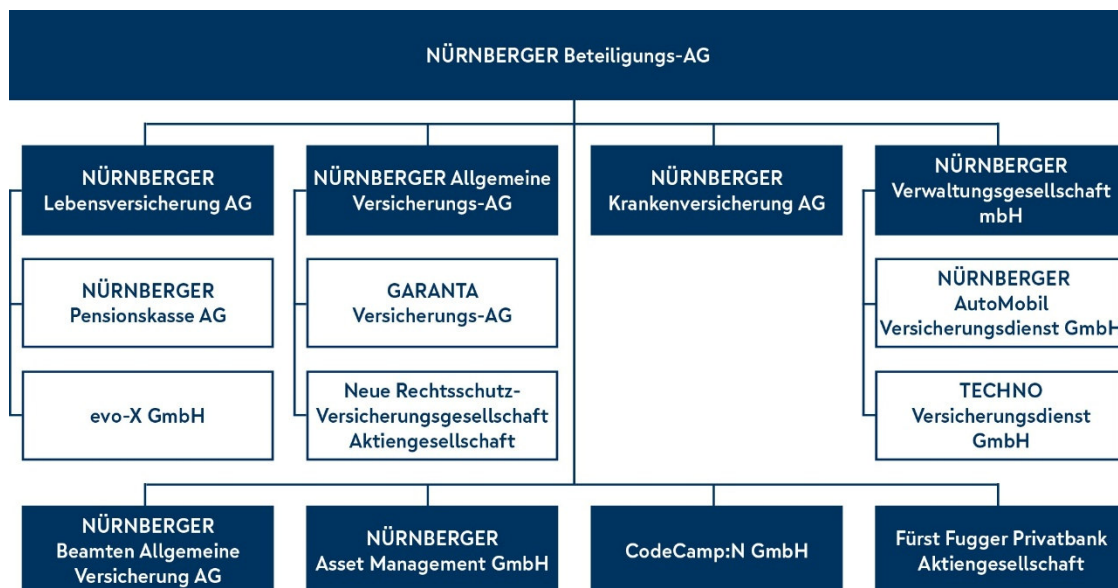 NÜRNBERGER Beteiligungs-AG
NÜRNBERGER
Lebensversicherung AG
NÜRNBERGER Allgemeine
Versicherungs-AG
NÜRNBERGER
Krankenversicherung AG
NÜRNBERGER
Verwaltungsgesellschaft
mbH
NÜRNBERGER
Pensionskasse AG
GARANTA
Versicherungs-AG
NÜRNBERGER
AutoMobil
Versicherungsdienst GmbH
evo-X GmbH
Neue Rechtsschutz-
Versicherungsgesellschaft
Aktiengesellschaft
TECHNO
Versicherungsdienst
GmbH
NÜRNBERGER
Beamten Allgemeine
Versicherung AG
NÜRNBERGER
Asset Management GmbH
CodeCamp:N GmbH
Fürst Fugger Privatbank
Aktiengesellschaft